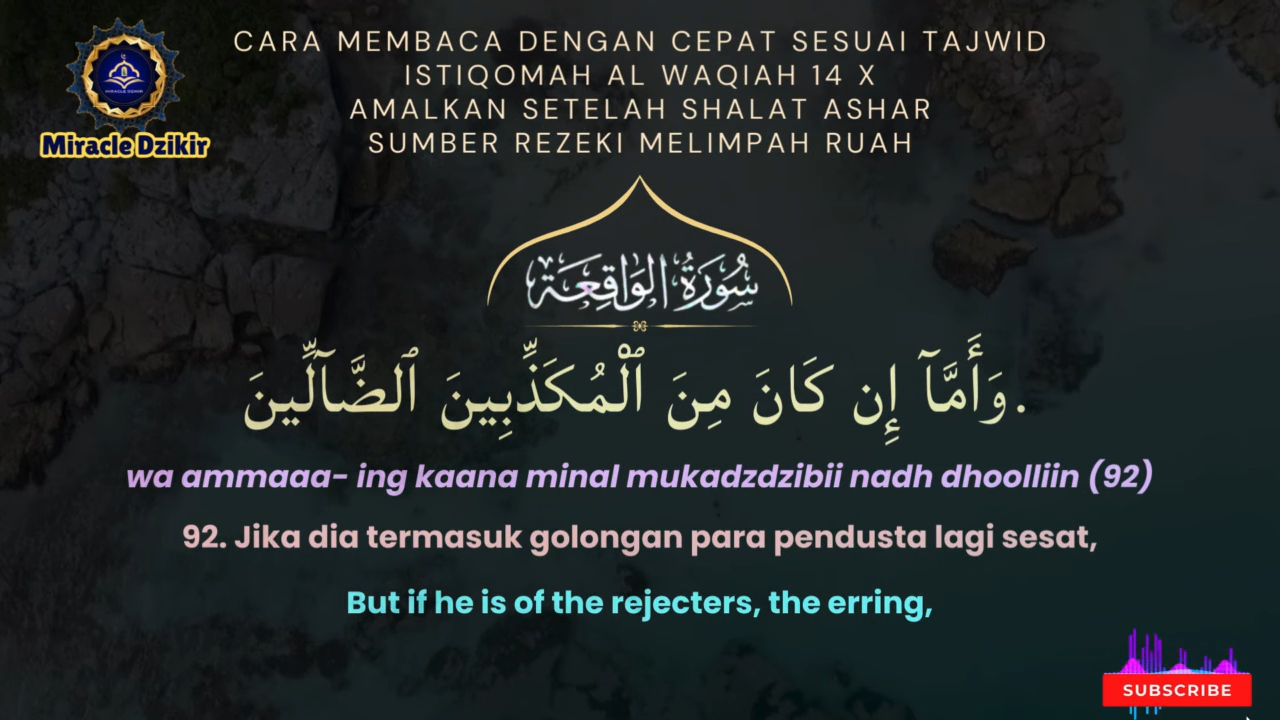 CARA MEMBACA DENGAN CEPAT SESUAI TAJWID
ISTIQOMAH AL WAQIAH 14 X
AMALKAN SETELAH SHALAT ASHAR
SUMBER REZEKI MELIMPAH RUAH
MIRACLE DZIKIR
Miracle Dzikir
سُورَةُ الوَاقِعَة
وَأَمَّآ إِن كَانَ مِنَ ٱلْمُكَذِّبِينَ ٱلضَّآلِّينَ.
wa ammaaa- ing kaana minal mukadzdzibii nadh dhoolliin (92)
92. Jika dia termasuk golongan para pendusta lagi sesat,
But if he is of the rejecters, the erring,
SUBSCRIBE